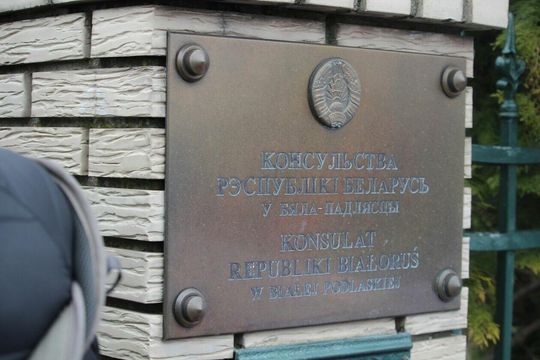 КОНСУЛЬСТВА
РЭСПУБЛІКІ БЕЛАРУСЬ
Ў БЯЛА-ПАДЛЯСЦЫ
KONSULAT
REPUBLIKI BIAŁORUŚ
W BIAŁEJ PODLASKIEJ